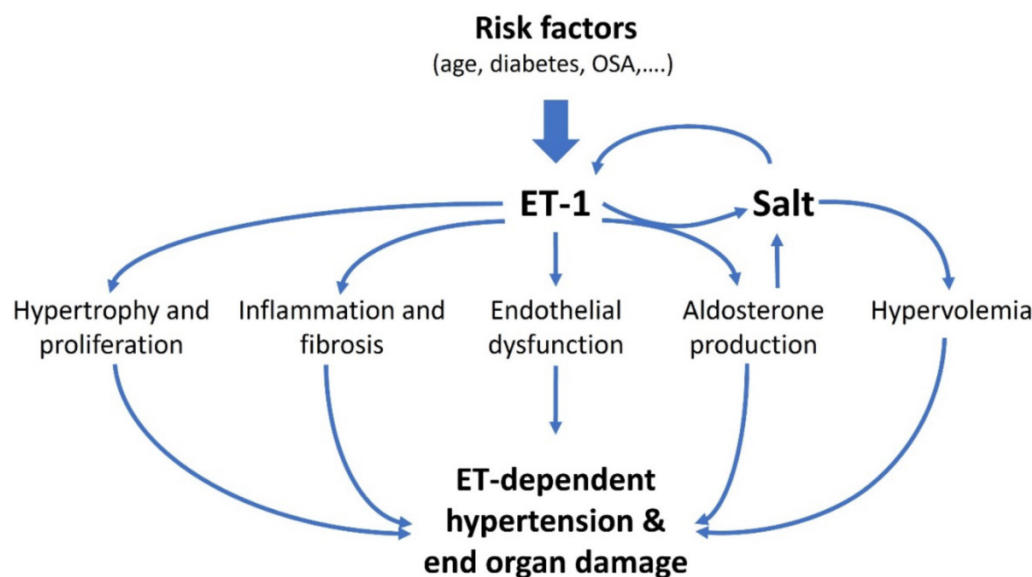 Risk factors
(age, diabetes, OSA,....)
ET-1
Salt
Hypertrophy and
proliferation
Inflammation and
fibrosis
Endothelial
dysfunction
Aldosterone
production
Hypervolemia
ET-dependent
hypertension &
end organ damage